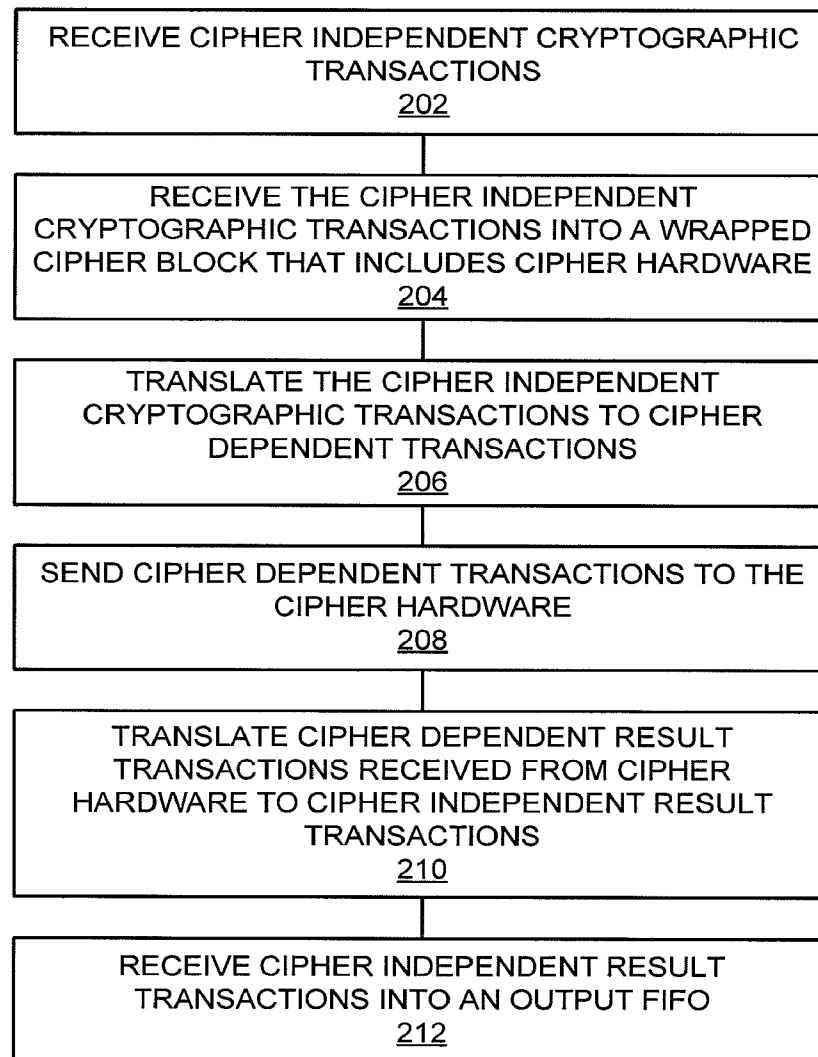 RECEIVE CIPHER INDEPENDENT CRYPTOGRAPHIC
TRANSACTIONS
202
RECEIVE THE CIPHER INDEPENDENT
CRYPTOGRAPHIC TRANSACTIONS INTO A WRAPPED
CIPHER BLOCK THAT INCLUDES CIPHER HARDWARE
204
TRANSLATE THE CIPHER INDEPENDENT
CRYPTOGRAPHIC TRANSACTIONS TO CIPHER
DEPENDENT TRANSACTIONS
206
SEND CIPHER DEPENDENT TRANSACTIONS TO THE
CIPHER HARDWARE
208
TRANSLATE CIPHER DEPENDENT RESULT
TRANSACTIONS RECEIVED FROM CIPHER
HARDWARE TO CIPHER INDEPENDENT RESULT
TRANSACTIONS
210
RECEIVE CIPHER INDEPENDENT RESULT
TRANSACTIONS INTO AN OUTPUT FIFO
212